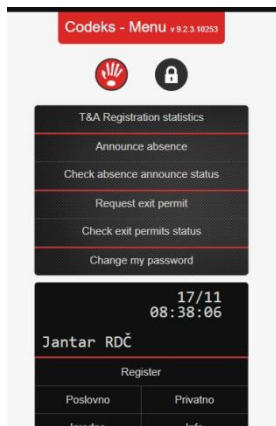 Codeks - Menu v 9.2.3.10253
T&A Registration statistics
Announce absence
Check absence announce status
Request exit permit
Check exit permits status
Change my password
17/11
08:38:06
Jantar RDČ
Register
Poslovno Privatno